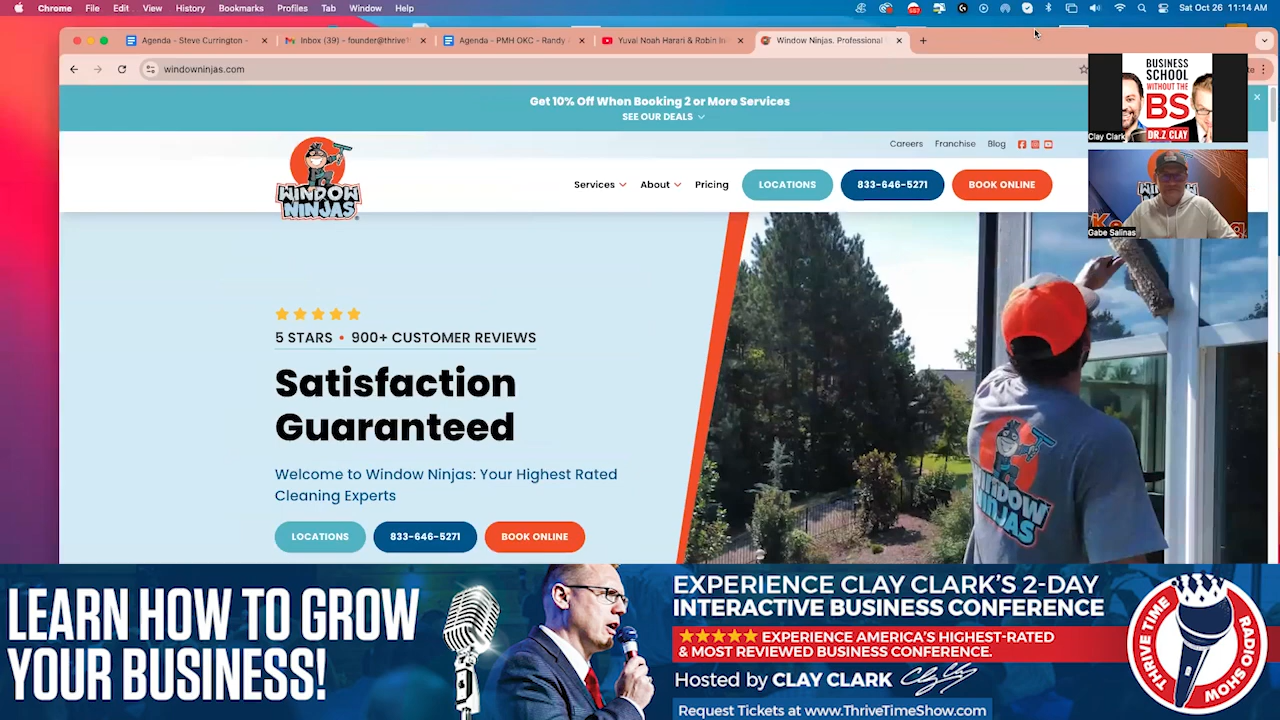 Chrome File Edit View History Bookmarks Profiles Tab Window Help
557
Sat Oct 26 11:14 AM
Agenda - Steve Currington -
Inbox (39) - founder@thrivet
Agenda - PMH OKC - Randy
Yuval Noah Harari & Robin In
Window Ninjas. Professional
windowninjas.com
Get 10% Off When Booking 2 or More Services
SEE OUR DEALS
Careers Franchise Blog
WINDOW
NINJAS
Services About Pricing LOCATIONS 833-646-5271 BOOK ONLINE
BUSINESS
SCHOOL
WITHOUT THE
BS
DR.Z CLAY
Clay Clark
Gabe Salinas
5 STARS • 900+ CUSTOMER REVIEWS
Satisfaction
Guaranteed
Welcome to Window Ninjas: Your Highest Rated
Cleaning Experts
LOCATIONS 833-646-5271 BOOK ONLINE
WINDOW
NINJAS
LEARN HOW TO GROW
YOUR BUSINESS!
EXPERIENCE CLAY CLARK'S 2-DAY
INTERACTIVE BUSINESS CONFERENCE
EXPERIENCE AMERICA'S HIGHEST-RATED
& MOST REVIEWED BUSINESS CONFERENCE.
Hosted by CLAY CLARK
Request Tickets at www.ThriveTimeShow.com
THRIVE TIME
RADIO SHOW